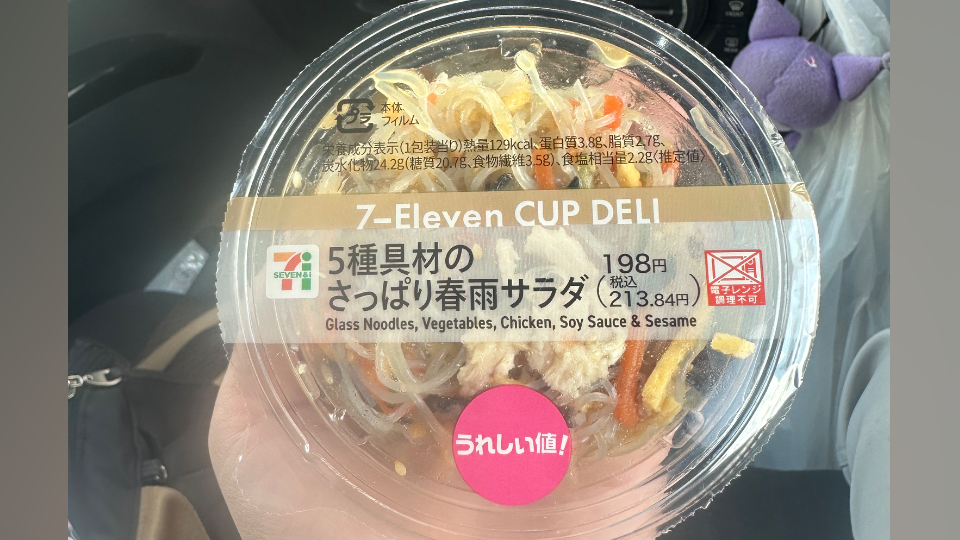 プラ
本体
フィルム
栄養成分表示(1包装当り)熱量129kcal、蛋白質3.8g、脂質2.7g、
炭水化物24.2g(糖質20.7g、食物繊維3.5g)、食塩相当量2.2g〈推定値〉
7-Eleven CUP DELI
SEVEN&i
5種具材の
さっぱり春雨サラダ
198円
(税込
213.84円)
電子レンジ
調理不可
Glass Noodles, Vegetables, Chicken, Soy Sauce & Sesame
うれしい値!